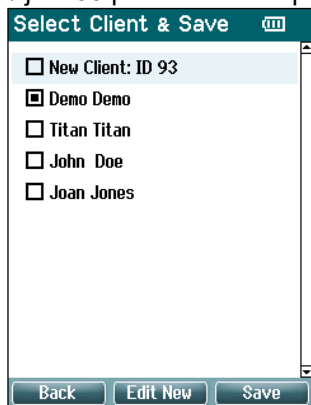 Select Client & Save
New Client: ID 93
Demo Demo
Titan Titan
John Doe
Joan Jones
Back Edit New Save